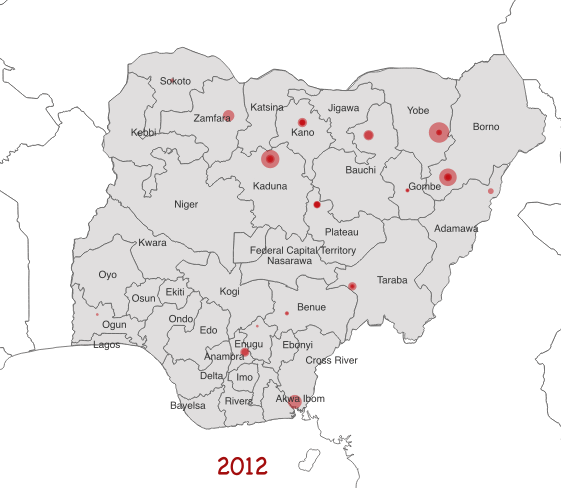 Sokoto
Katsina
Jigawa
Yobe
Zamfara
Borno
Kebbi
Kano
Bauchi
Kaduna
Gombe
Niger
Adamawa
Plateau
Kwara
Federal Capital Territory
Nasarawa
Oyo
Taraba
Ekiti
Kogi
Osun
Benue
Ondo
Ogun
Edo
Lagos
Enugu
Ebonyi
Anambra
Cross River
Delta
Imo
Akwa Ibom
Rivers
Bayelsa
2012